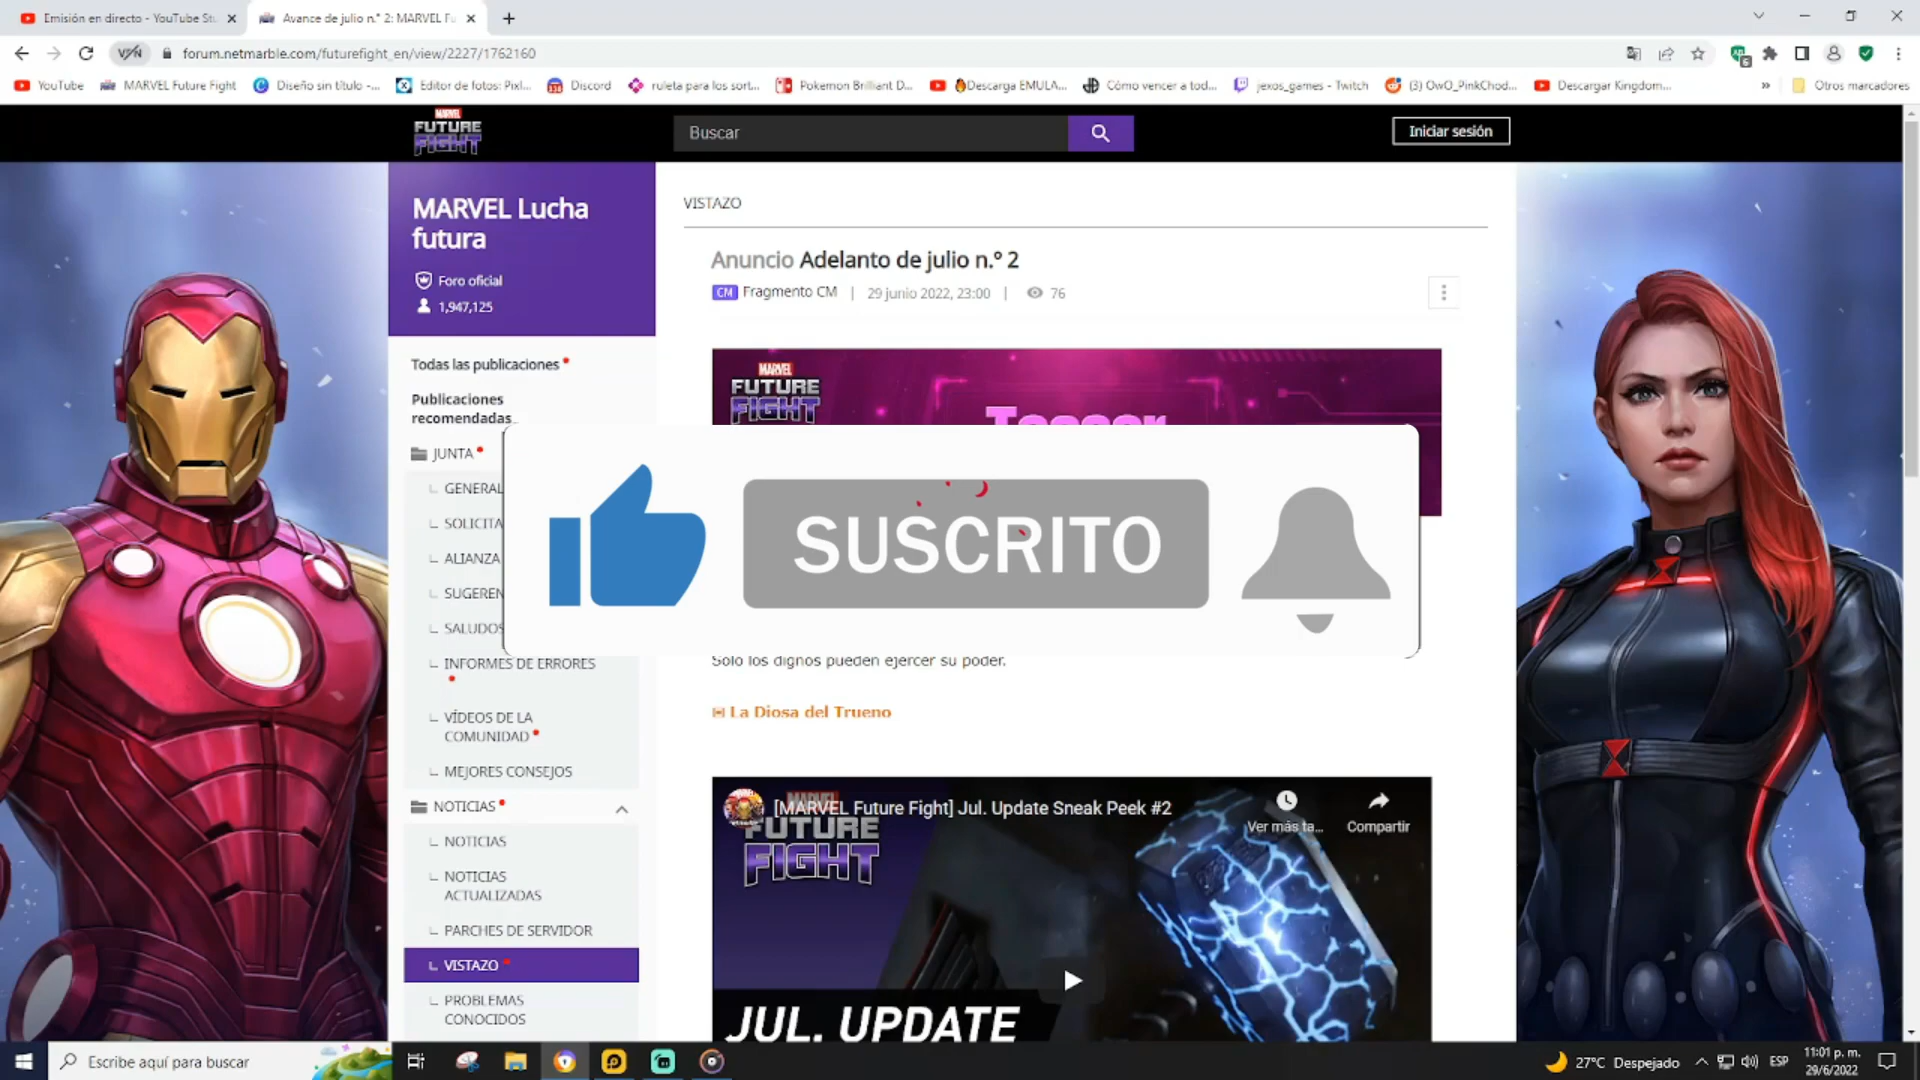 Emisión en directo - YouTube St
Avance de julio n.° 2: MARVEL Fu
VPN
forum.netmarble.com/futurefight_en/view/2227/1762160
YouTube
MARVEL Future Fight
Diseño sin título -...
Editor de fotos: Pixl...
Discord
ruleta para los sort...
Pokemon Brilliant D...
Descarga EMULA...
Cómo vencer a tod...
jexos_games - Twitch
(3) OwO_PinkChod...
Descargar Kingdom...
»
Otros marcadores
MARVEL
FUTURE
FIGHT
Buscar
Iniciar sesión
MARVEL Lucha
futura
Foro oficial
1,947,125
Todas las publicaciones
Publicaciones
recomendadas
JUNTA
GENERAL
SOLICITA
ALIANZA
SUGEREN
SALUDOS
INFORMES DE ERRORES
VÍDEOS DE LA
COMUNIDAD
MEJORES CONSEJOS
NOTICIAS
NOTICIAS
NOTICIAS
ACTUALIZADAS
PARCHES DE SERVIDOR
VISTAZO
PROBLEMAS
CONOCIDOS
VISTAZO
Anuncio Adelanto de julio n.° 2
CM Fragmento CM | 29 junio 2022, 23:00 | 76
MARVEL
FUTURE
FIGHT
Teaser
SUSCRITO
Solo los dignos pueden ejercer su poder.
La Diosa del Trueno
[MARVEL Future Fight] Jul. Update Sneak Peek #2
Ver más ta...
Compartir
FUTURE
FIGHT
JUL. UPDATE
Escribe aquí para buscar
27°C Despejado
ESP
11:01 p. m.
29/6/2022